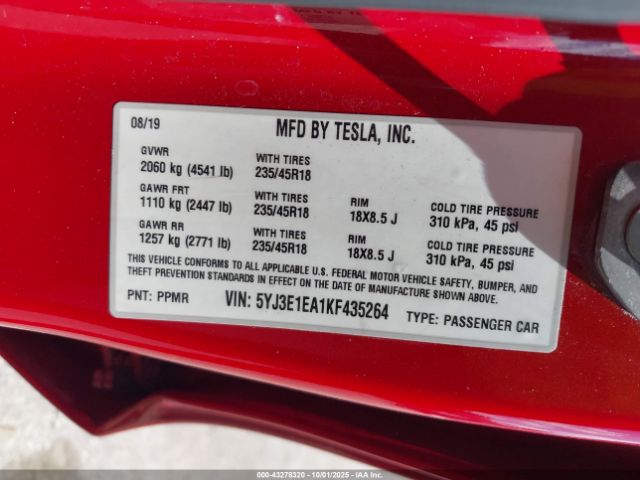 08/19 MFD BY TESLA, INC.
GVWR
2060 kg (4541 lb) WITH TIRES 235/45R18
GAWR FRT
1110 kg (2447 lb) WITH TIRES 235/45R18 RIM 18X8.5 J COLD TIRE PRESSURE 310 kPa, 45 psi
GAWR RR
1257 kg (2771 lb) WITH TIRES 235/45R18 RIM 18X8.5 J COLD TIRE PRESSURE 310 kPa, 45 psi
THIS VEHICLE CONFORMS TO ALL APPLICABLE U.S. FEDERAL MOTOR VEHICLE SAFETY, BUMPER, AND
THEFT PREVENTION STANDARDS IN EFFECT ON THE DATE OF MANUFACTURE SHOWN ABOVE.
PNT: PPMR VIN: 5YJ3E1EA1KF435264 TYPE: PASSENGER CAR
000-43278320 | 10/01/2025 - IAA